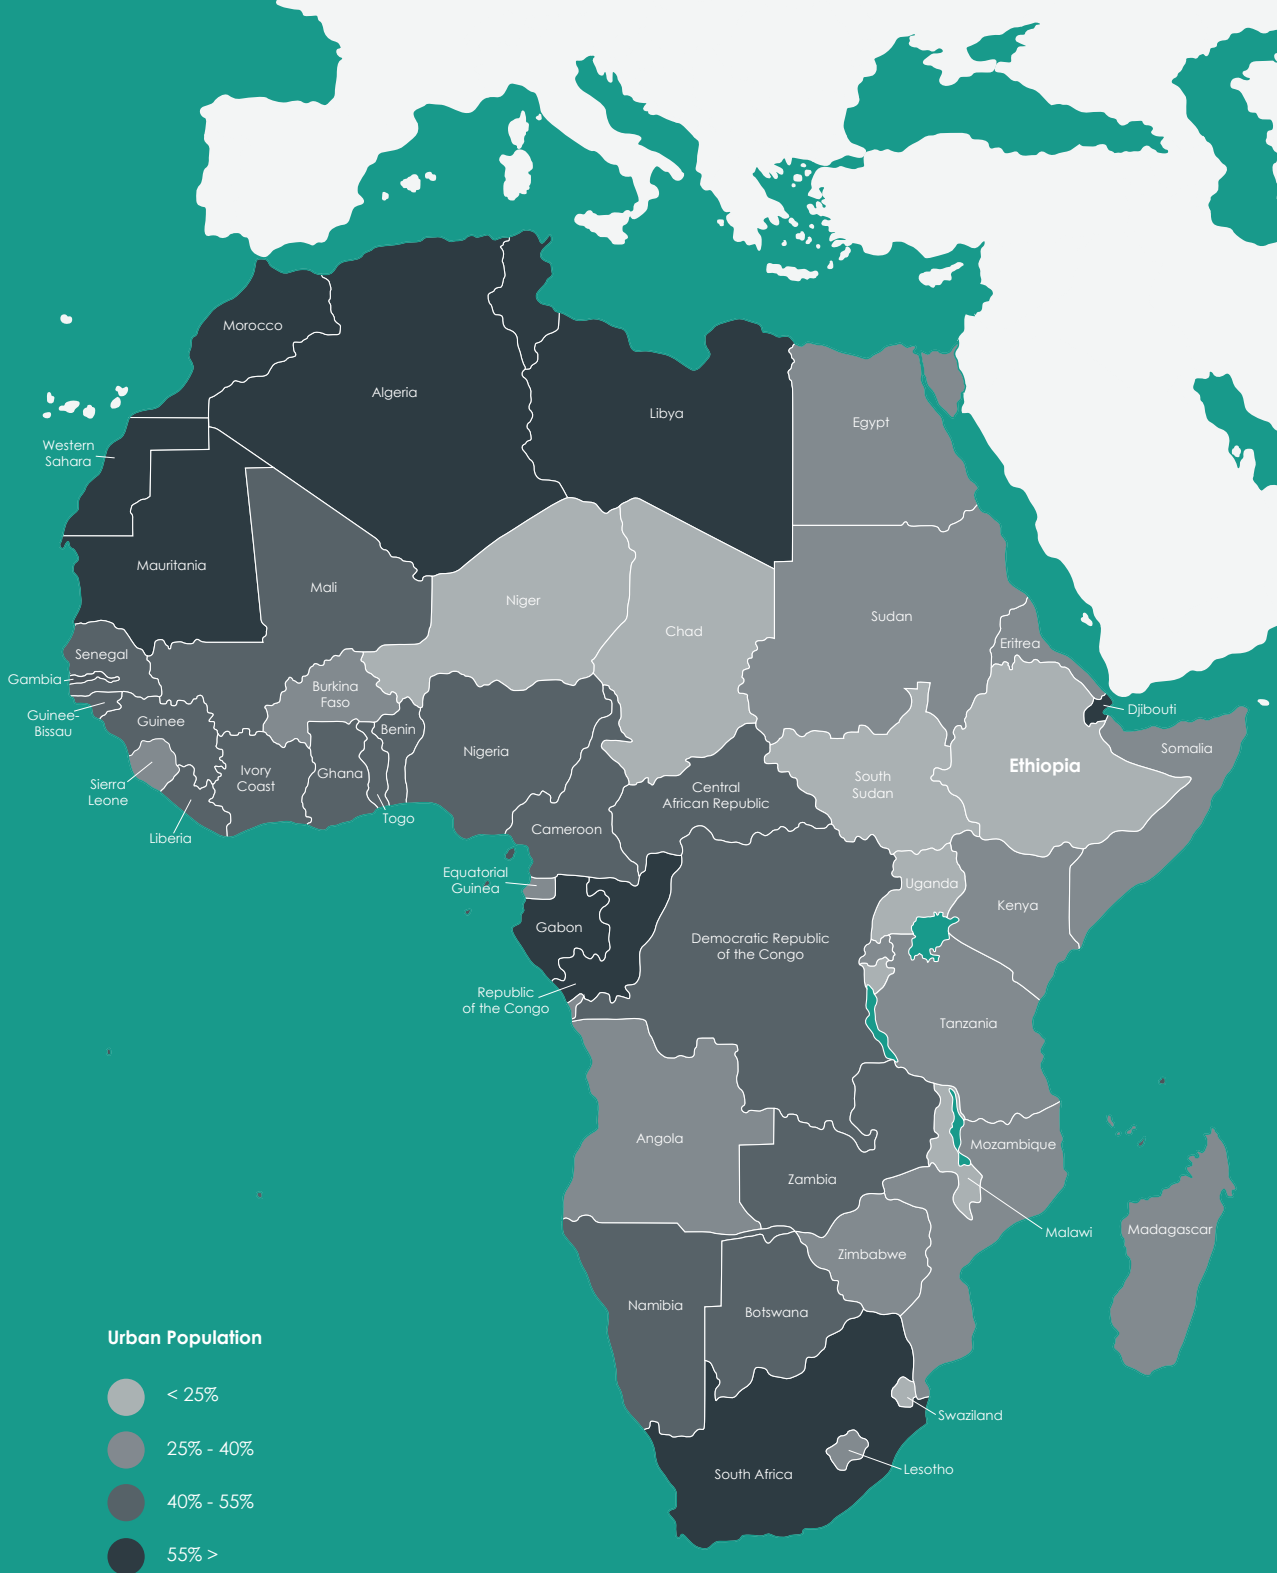 Morocco
Algeria
Libya
Egypt
Western
Sahara
Mauritania
Mali
Niger
Chad
Sudan
Eritrea
Senegal
Gambia
Guinee-
Bissau
Guinee
Burkina
Faso
Benin
Djibouti
Somalia
Ethiopia
Nigeria
Ivory
Coast
Ghana
Sierra
Leone
Togo
Liberia
South
Sudan
Central
African Republic
Cameroon
Equatorial
Guinea
Uganda
Kenya
Gabon
Democratic Republic
of the Congo
Republic
of the Congo
Tanzania
Angola
Mozambique
Zambia
Malawi
Madagascar
Zimbabwe
Namibia
Botswana
Swaziland
Lesotho
South Africa
Urban Population
< 25%
25% - 40%
40% - 55%
55% >